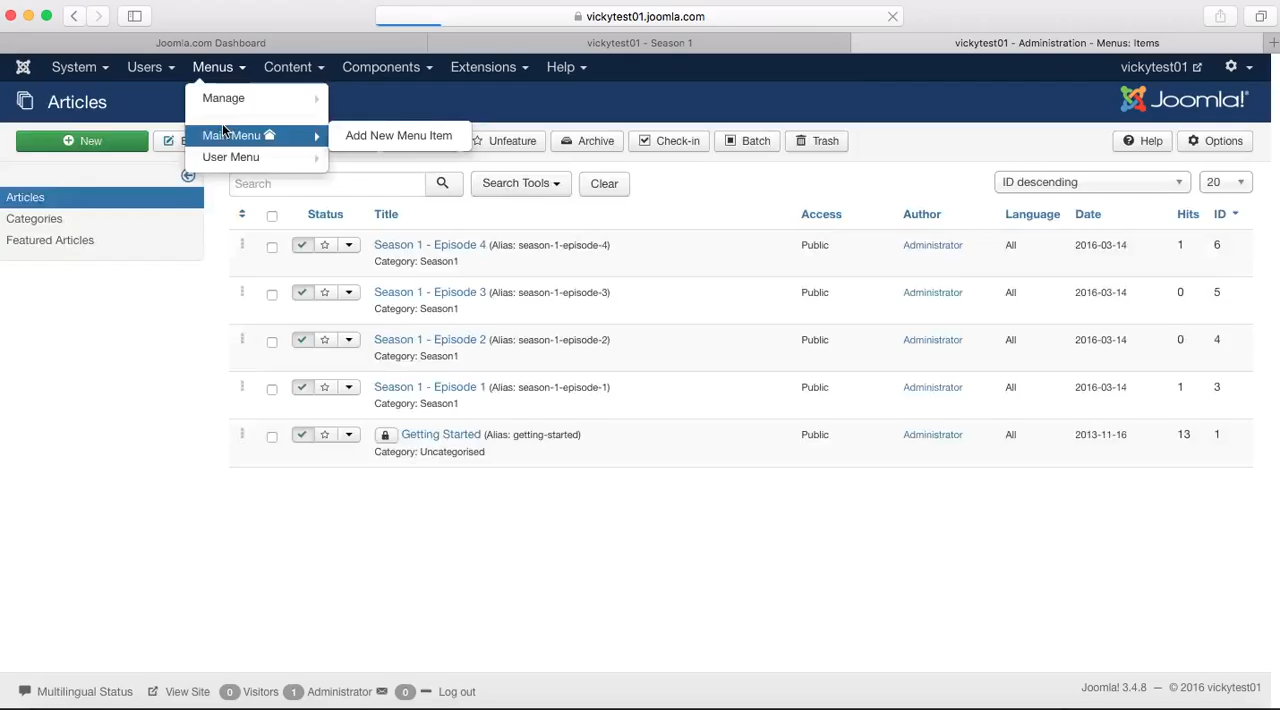 vickytest01.joomla.com
Joomla.com Dashboard
vickytest01 - Season 1
vickytest01 - Administration - Menus: Items
System
Users
Menus
Content
Components
Extensions
Help
vickytest01
Articles
Joomla!
Manage
Main Menu
Add New Menu Item
User Menu
New
Unfeature
Archive
Check-in
Batch
Trash
Help
Options
Search
Search Tools
Clear
ID descending
20
Articles
Categories
Featured Articles
Status Title Access Author Language Date Hits ID
Season 1 - Episode 4 (Alias: season-1-episode-4) Public Administrator All 2016-03-14 1 6
Category: Season1
Season 1 - Episode 3 (Alias: season-1-episode-3) Public Administrator All 2016-03-14 0 5
Category: Season1
Season 1 - Episode 2 (Alias: season-1-episode-2) Public Administrator All 2016-03-14 0 4
Category: Season1
Season 1 - Episode 1 (Alias: season-1-episode-1) Public Administrator All 2016-03-14 1 3
Category: Season1
Getting Started (Alias: getting-started) Public Administrator All 2013-11-16 13 1
Category: Uncategorised
Multilingual Status View Site 0 Visitors 1 Administrator 0 Log out
Joomla! 3.4.8 — © 2016 vickytest01